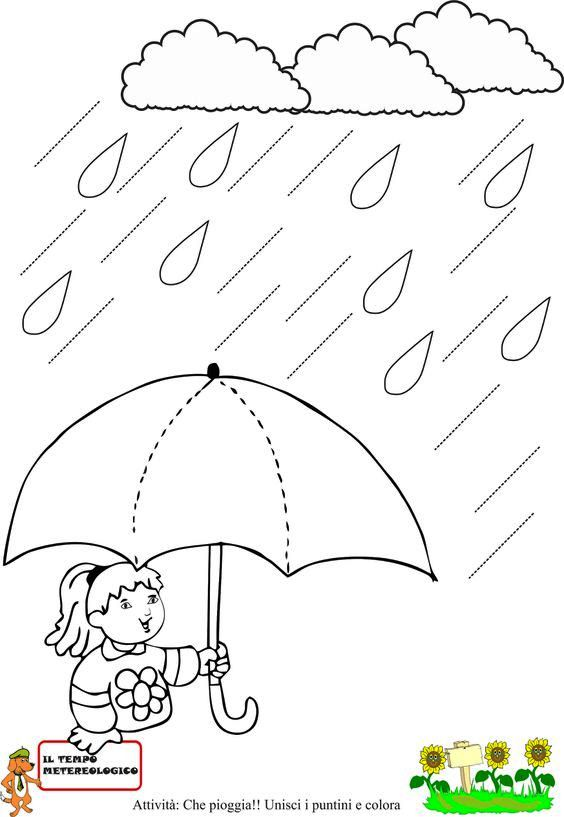 IL TEMPO
METEREOLOGICO
Attività: Che pioggia!! Unisci i puntini e colora